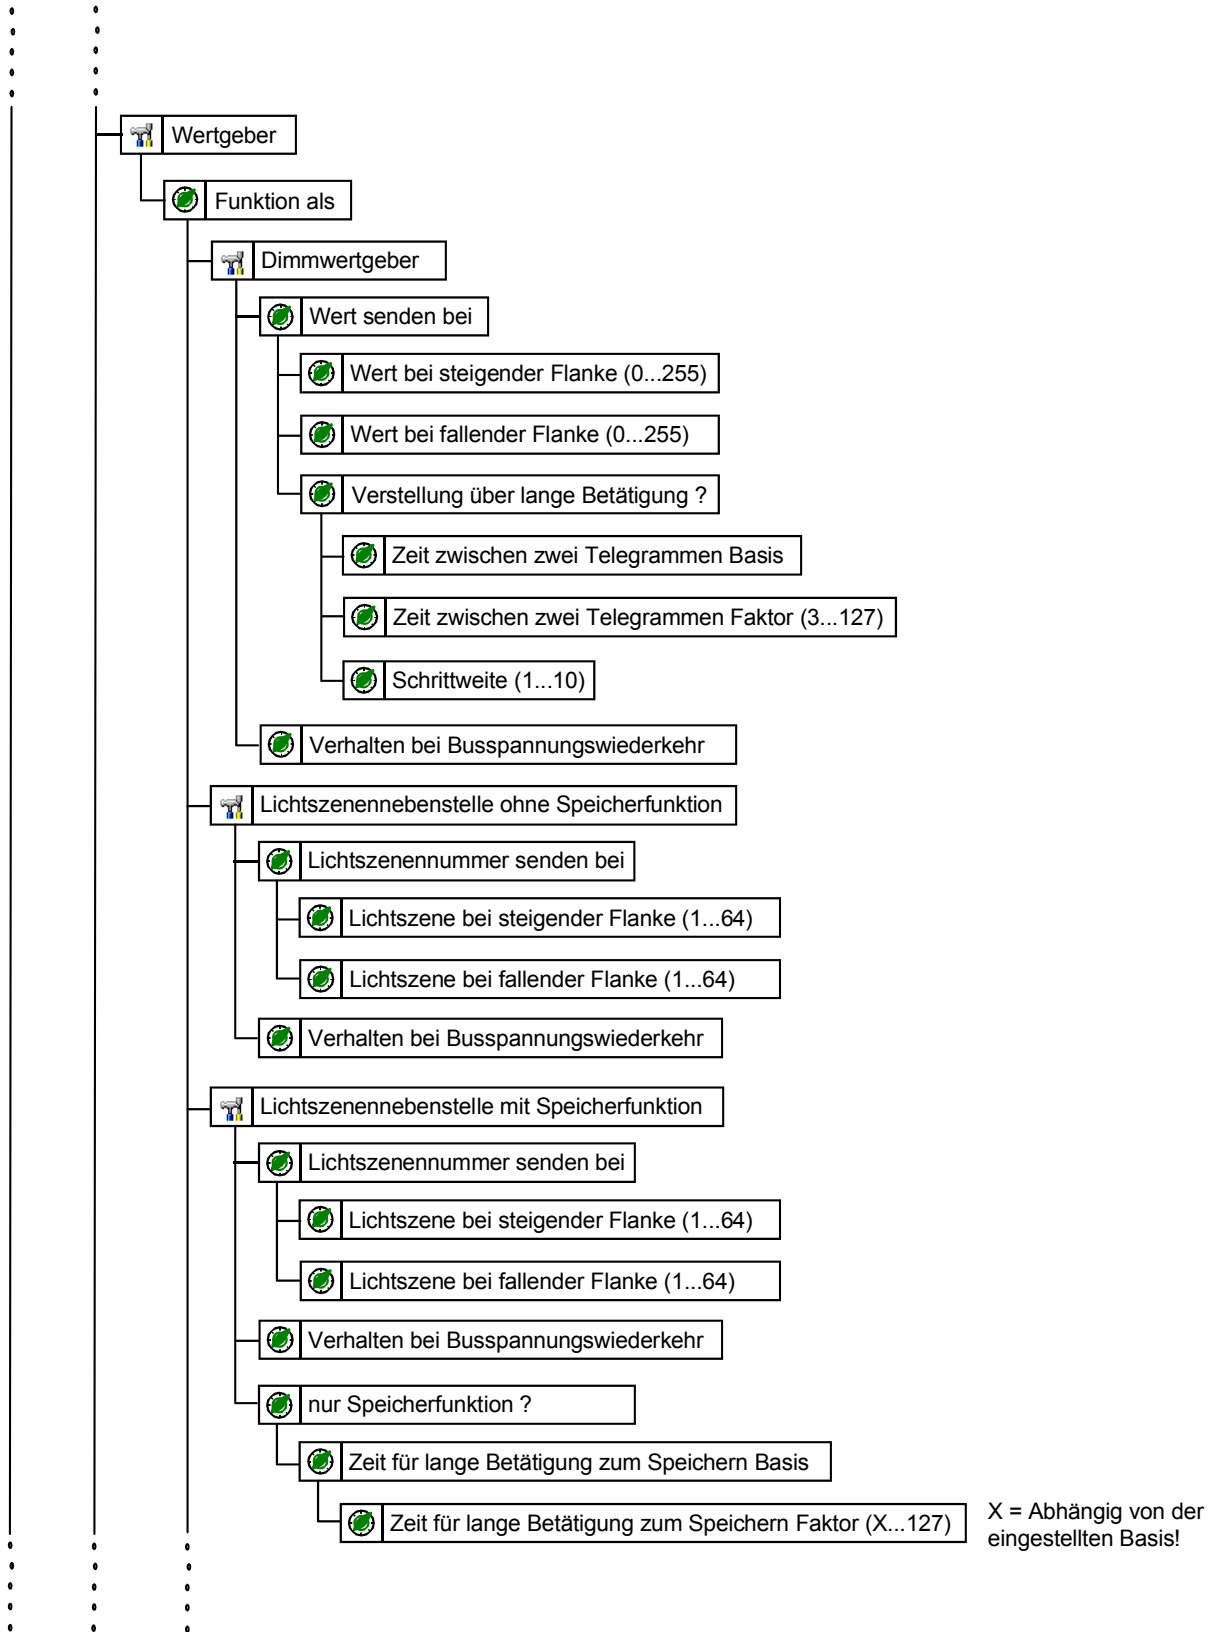 Wertgeber
Funktion als
Dimmwertgeber
Wert senden bei
Wert bei steigender Flanke (0...255)
Wert bei fallender Flanke (0...255)
Verstellung über lange Betätigung ?
Zeit zwischen zwei Telegrammen Basis
Zeit zwischen zwei Telegrammen Faktor (3...127)
Schrittweite (1...10)
Verhalten bei Busspannungswiederkehr
Lichtszenennebenstelle ohne Speicherfunktion
Lichtszenennummer senden bei
Lichtszene bei steigender Flanke (1...64)
Lichtszene bei fallender Flanke (1...64)
Verhalten bei Busspannungswiederkehr
Lichtszenennebenstelle mit Speicherfunktion
Lichtszenennummer senden bei
Lichtszene bei steigender Flanke (1...64)
Lichtszene bei fallender Flanke (1...64)
Verhalten bei Busspannungswiederkehr
nur Speicherfunktion ?
Zeit für lange Betätigung zum Speichern Basis
Zeit für lange Betätigung zum Speichern Faktor (X...127)
X = Abhängig von der
eingestellten Basis!